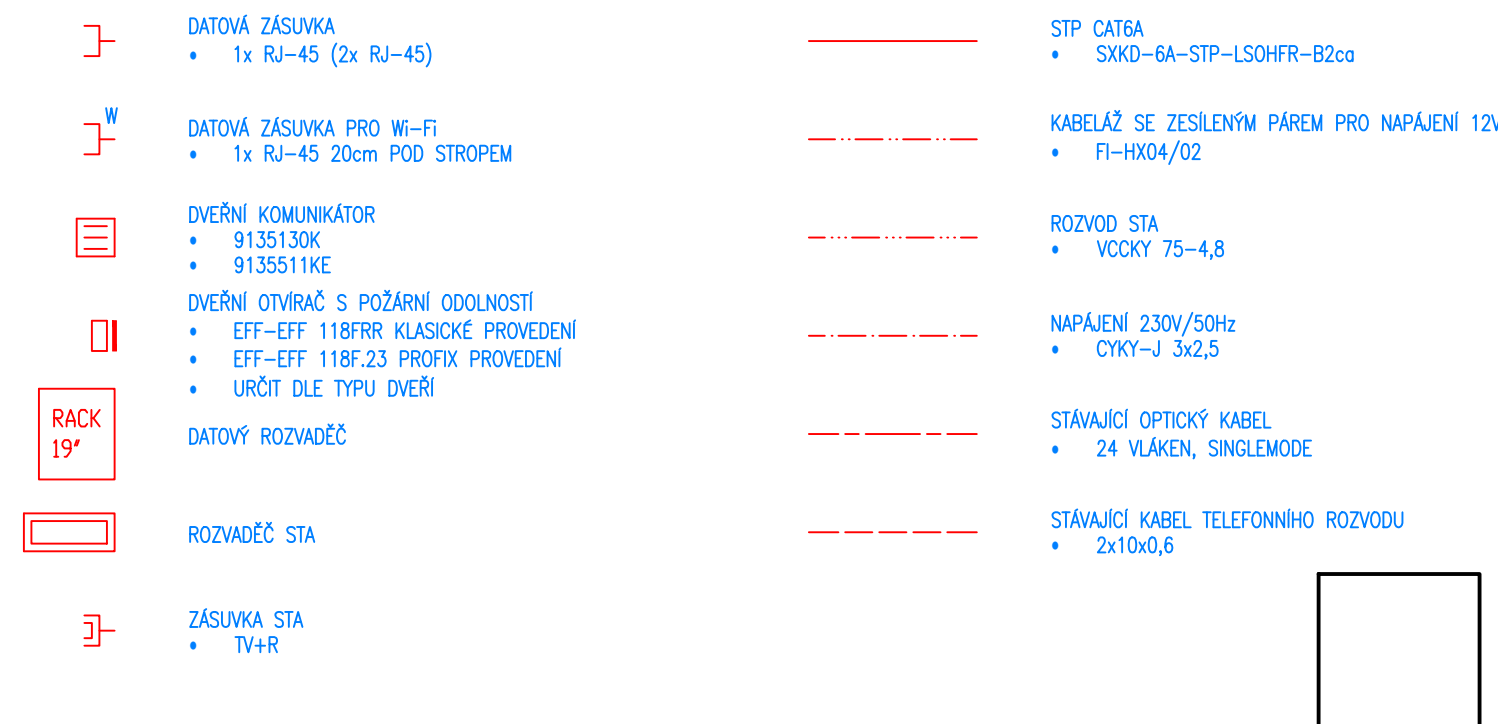 DATOVÁ ZÁSUVKA
• 1x RJ-45 (2x RJ-45)
W
DATOVÁ ZÁSUVKA PRO Wi-Fi
• 1x RJ-45 20cm POD STROPEM
DVEŘNÍ KOMUNIKÁTOR
• 9135130K
• 9135511KE
DVEŘNÍ OTVÍRAČ S POŽÁRNÍ ODOLNOSTÍ
• EFF-EFF 118FRR KLASICKÉ PROVEDENÍ
• EFF-EFF 118F.23 PROFIX PROVEDENÍ
• URČIT DLE TYPU DVEŘÍ
RACK
19"
DATOVÝ ROZVADĚČ
ROZVADĚČ STA
ZÁSUVKA STA
• TV+R
STP CAT6A
• SXKD-6A-STP-LSOHFR-B2ca
KABELÁŽ SE ZESÍLENÝM PÁREM PRO NAPÁJENÍ 12V
• FI-HX04/02
ROZVOD STA
• VCCKY 75-4,8
NAPÁJENÍ 230V/50Hz
• CYKY-J 3x2,5
STÁVAJÍCÍ OPTICKÝ KABEL
• 24 VLÁKEN, SINGLEMODE
STÁVAJÍCÍ KABEL TELEFONNÍHO ROZVODU
• 2x10x0,6